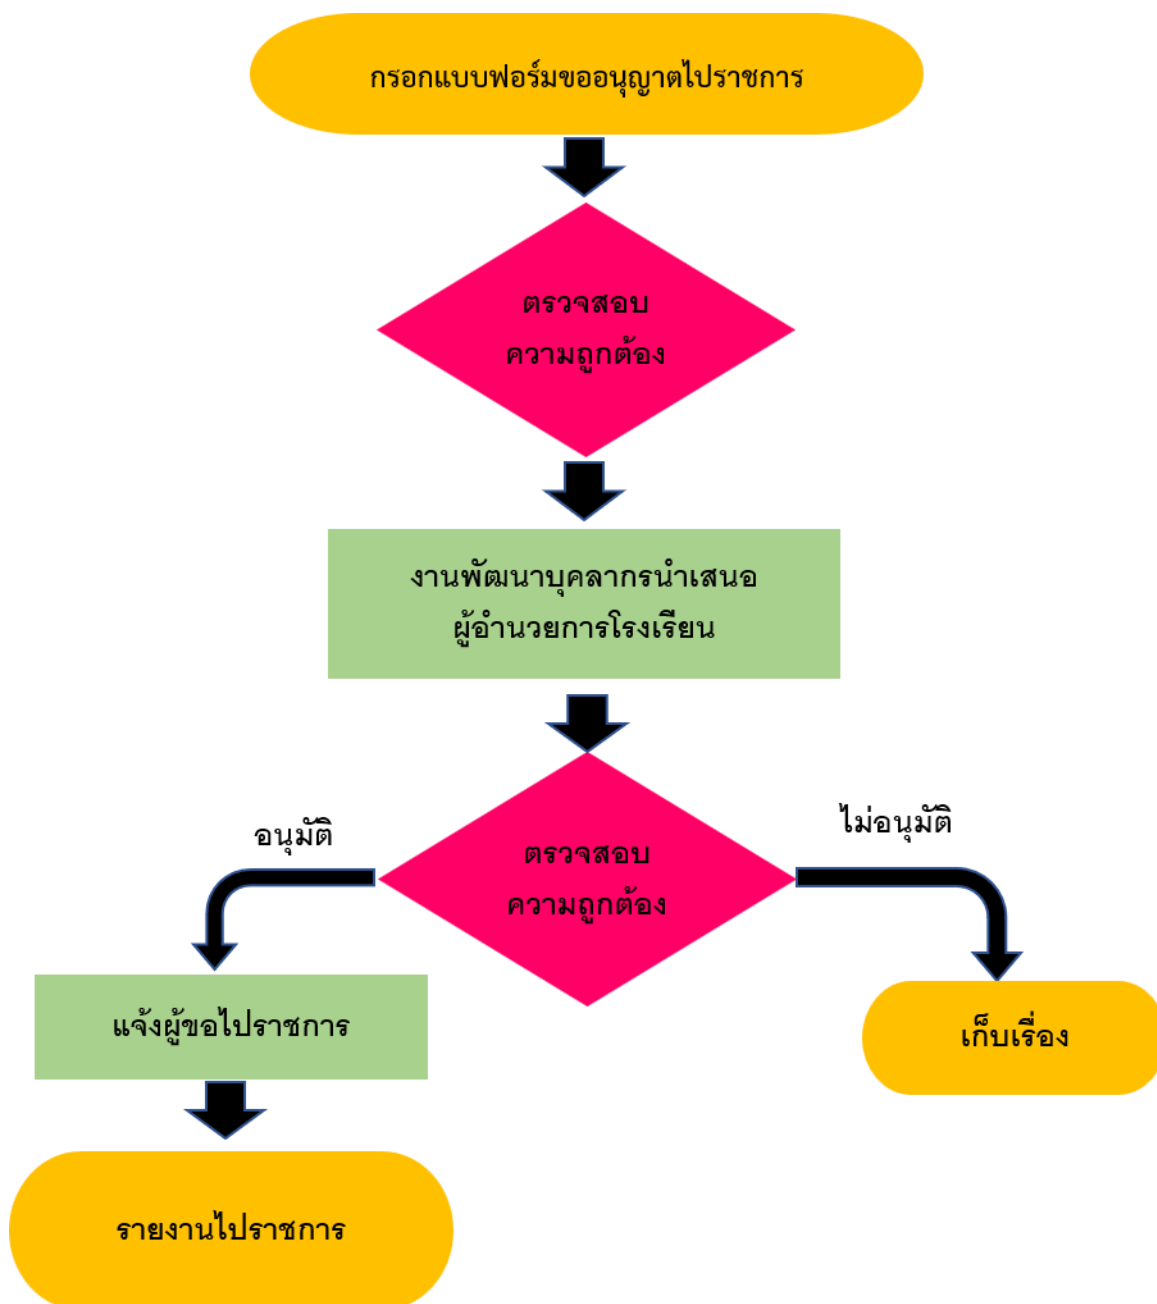 กรอกแบบฟอร์มขออนุญาตไปราชการ
ตรวจสอบ
ความถูกต้อง
งานพัฒนาบุคลากรนำเสนอ
ผู้อำนวยการโรงเรียน
อนุมัติ
ไม่อนุมัติ
ตรวจสอบ
ความถูกต้อง
แจ้งผู้ขอไปราชการ
เก็บเรื่อง
รายงานไปราชการ